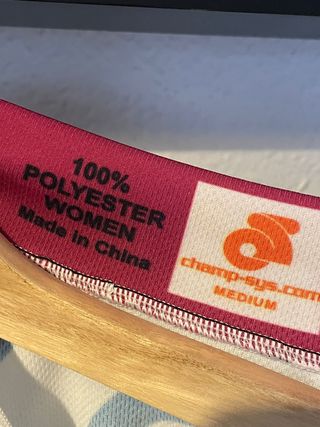 100%
POLYESTER
WOMEN
Made in China
champ-sys.com
MEDIUM